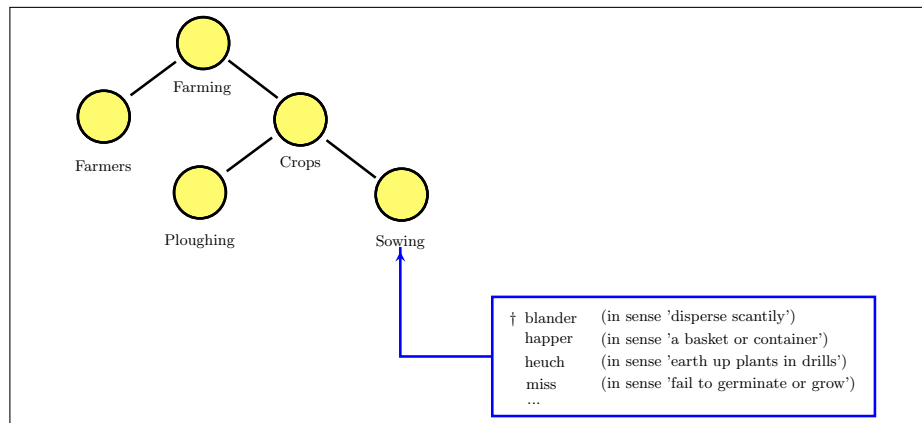 Farming
Farmers
Crops
Ploughing
Sowing
† blander (in sense 'disperse scantily')
happer (in sense 'a basket or container')
heuch (in sense 'earth up plants in drills')
miss (in sense 'fail to germinate or grow')
...